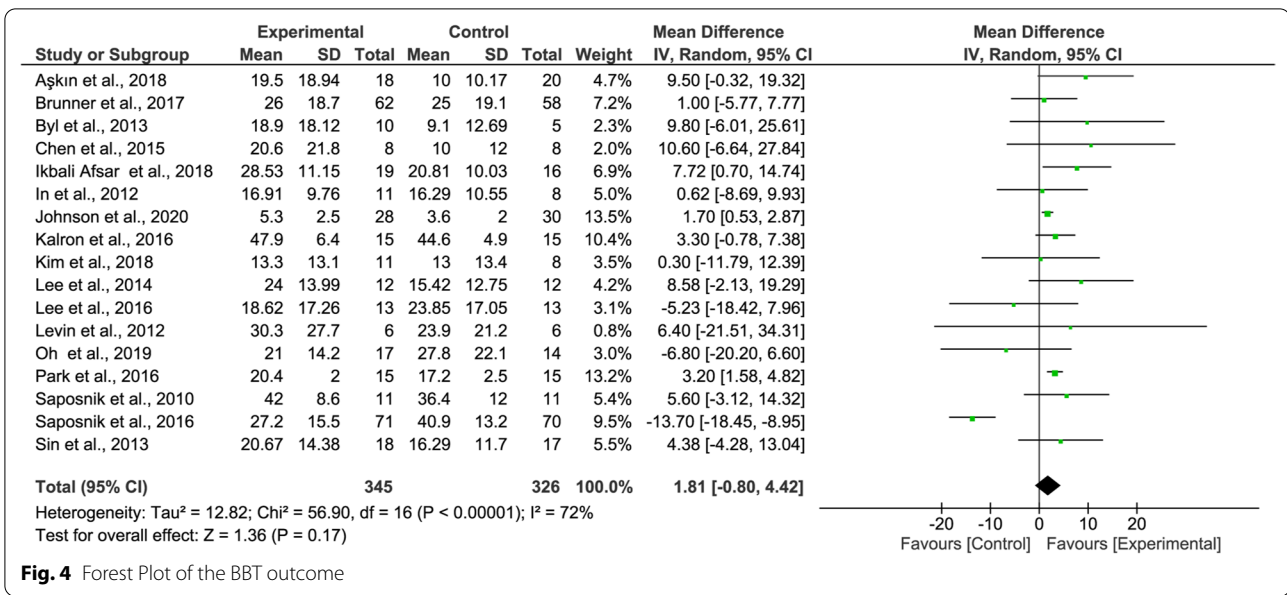 Experimental Control Mean Difference Mean Difference
Study or Subgroup Mean SD Total Mean SD Total Weight IV, Random, 95% CI IV, Random, 95% CI
Aşkın et al., 2018 19.5 18.94 18 10 10.17 20 4.7% 9.50 [-0.32, 19.32]
Brunner et al., 2017 26 18.7 62 25 19.1 58 7.2% 1.00 [-5.77, 7.77]
Byl et al., 2013 18.9 18.12 10 9.1 12.69 5 2.3% 9.80 [-6.01, 25.61]
Chen et al., 2015 20.6 21.8 8 10 12 8 2.0% 10.60 [-6.64, 27.84]
Ikbali Afsar et al., 2018 28.53 11.15 19 20.81 10.03 16 6.9% 7.72 [0.70, 14.74]
In et al., 2012 16.91 9.76 11 16.29 10.55 8 5.0% 0.62 [-8.69, 9.93]
Johnson et al., 2020 5.3 2.5 28 3.6 2 30 13.5% 1.70 [0.53, 2.87]
Kalron et al., 2016 47.9 6.4 15 44.6 4.9 15 10.4% 3.30 [-0.78, 7.38]
Kim et al., 2018 13.3 13.1 11 13 13.4 8 3.5% 0.30 [-11.79, 12.39]
Lee et al., 2014 24 13.99 12 15.42 12.75 12 4.2% 8.58 [-2.13, 19.29]
Lee et al., 2016 18.62 17.26 13 23.85 17.05 13 3.1% -5.23 [-18.42, 7.96]
Levin et al., 2012 30.3 27.7 6 23.9 21.2 6 0.8% 6.40 [-21.51, 34.31]
Oh et al., 2019 21 14.2 17 27.8 22.1 14 3.0% -6.80 [-20.20, 6.60]
Park et al., 2016 20.4 2 15 17.2 2.5 15 13.2% 3.20 [1.58, 4.82]
Saposnik et al., 2010 42 8.6 11 36.4 12 11 5.4% 5.60 [-3.12, 14.32]
Saposnik et al., 2016 27.2 15.5 71 40.9 13.2 70 9.5% -13.70 [-18.45, -8.95]
Sin et al., 2013 20.67 14.38 18 16.29 11.7 17 5.5% 4.38 [-4.28, 13.04]
Total (95% CI) 345 326 100.0% 1.81 [-0.80, 4.42]
Heterogeneity: Tau² = 12.82; Chi² = 56.90, df = 16 (P < 0.00001); I² = 72%
Test for overall effect: Z = 1.36 (P = 0.17)
-20 -10 0 10 20
Favours [Control] Favours [Experimental]
Fig. 4 Forest Plot of the BBT outcome